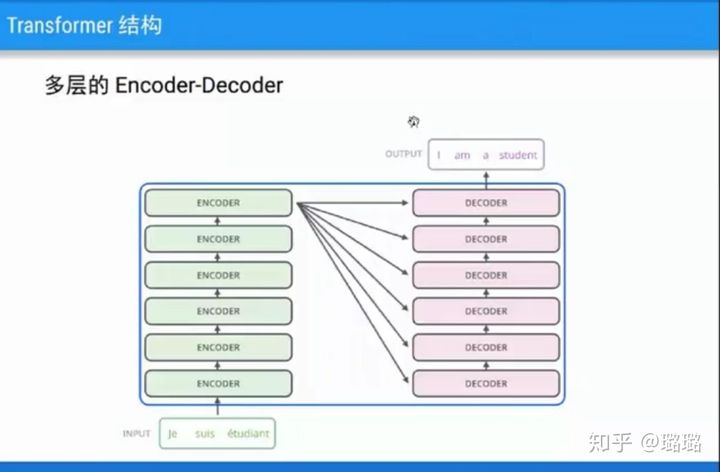 Transformer 结构
多层的 Encoder-Decoder
OUTPUT I am a student
ENCODER DECODER
ENCODER DECODER
ENCODER DECODER
ENCODER DECODER
ENCODER DECODER
ENCODER DECODER
INPUT Je suis étudiant
知乎 @璐璐